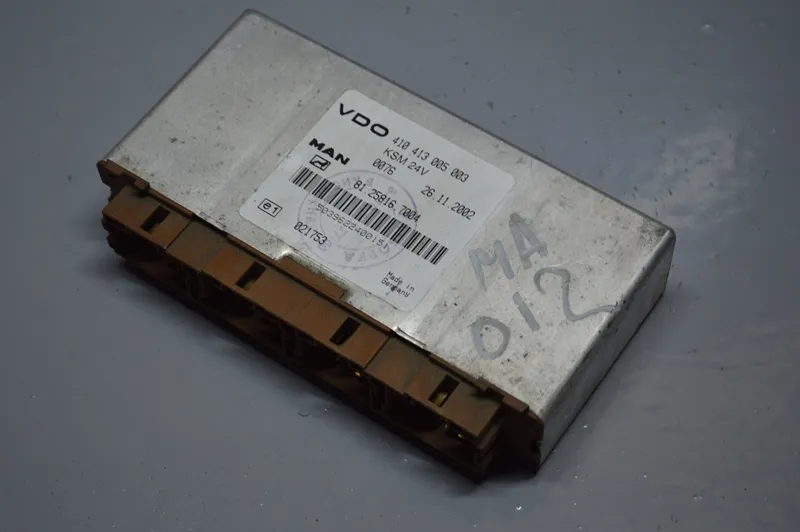 VDO
410 413 005 003
KSM 24V
MAN
0076 26.11.2002
81.25816.7004
e1
021753
Made in
Germany
MA
012